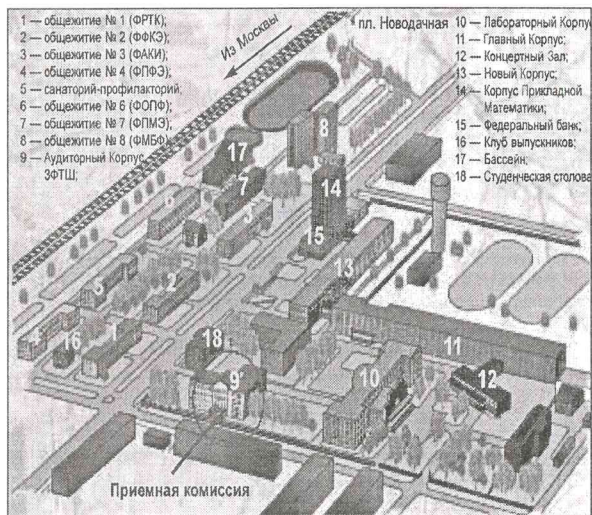 1 — общежитие № 1 (ФРТК);
2 — общежитие № 2 (ФФКЭ);
3 — общежитие № 3 (ФАКИ);
4 — общежитие № 4 (ФПФЭ);
5 — санаторий-профилакторий;
6 — общежитие № 6 (ФОПФ);
7 — общежитие № 7 (ФПМЭ);
8 — общежитие № 8 (ФМБФ);
9 — Аудиторный Корпус,
ЗФТШ;
Из Москвы
пл. Новодачная
10 — Лабораторный Корпус;
11 — Главный Корпус;
12 — Концертный Зал;
13 — Новый Корпус;
14 — Корпус Прикладной
Математики;
15 — Федеральный банк;
16 — Клуб выпускников;
17 — Бассейн;
18 — Студенческая столова
8
17
7
14
6
3
15
13
5
2
4
16
1
18
9
10
11
12
Приемная комиссия